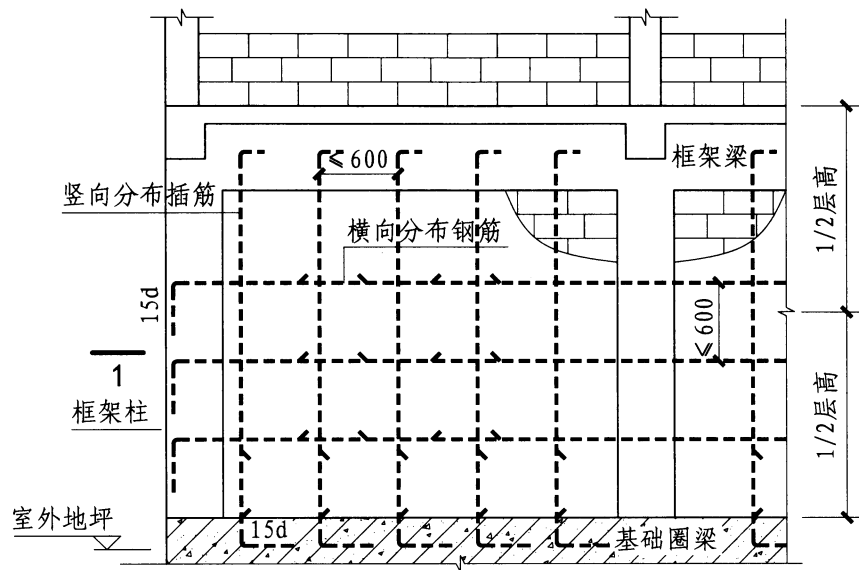 ≤600
框架梁
竖向分布插筋
1/2层高
横向分布钢筋
15d
≤600
1
框架柱
1/2层高
室外地坪
15d
基础圈梁